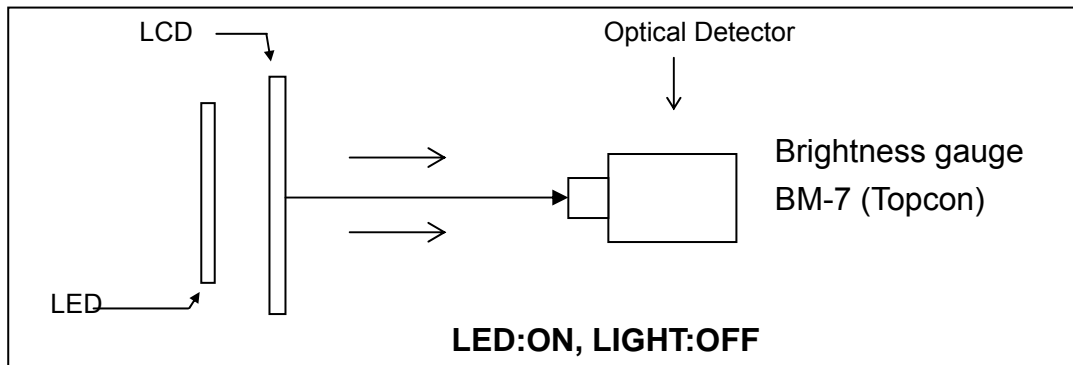 LCD
Optical Detector
Brightness gauge
BM-7 (Topcon)
LED
LED:ON, LIGHT:OFF